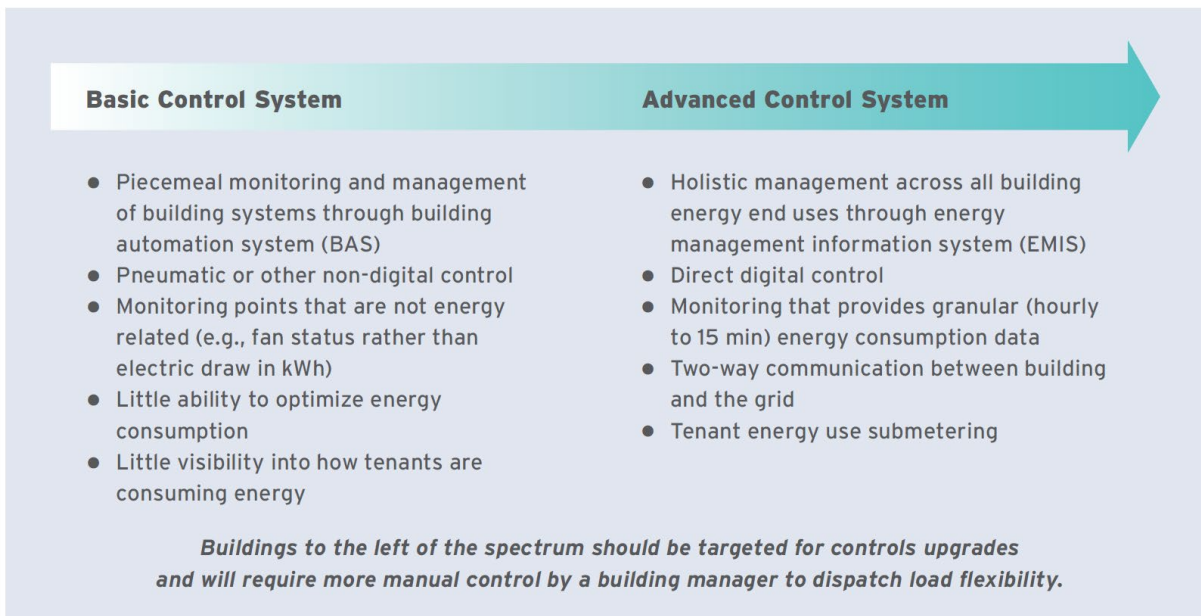 Basic Control System
Advanced Control System
● Piecemeal monitoring and management
of building systems through building
automation system (BAS)
● Pneumatic or other non-digital control
● Monitoring points that are not energy
related (e.g., fan status rather than
electric draw in kWh)
● Little ability to optimize energy
consumption
● Little visibility into how tenants are
consuming energy
● Holistic management across all building
energy end uses through energy
management information system (EMIS)
● Direct digital control
● Monitoring that provides granular (hourly
to 15 min) energy consumption data
● Two-way communication between building
and the grid
● Tenant energy use submetering
Buildings to the left of the spectrum should be targeted for controls upgrades
and will require more manual control by a building manager to dispatch load flexibility.